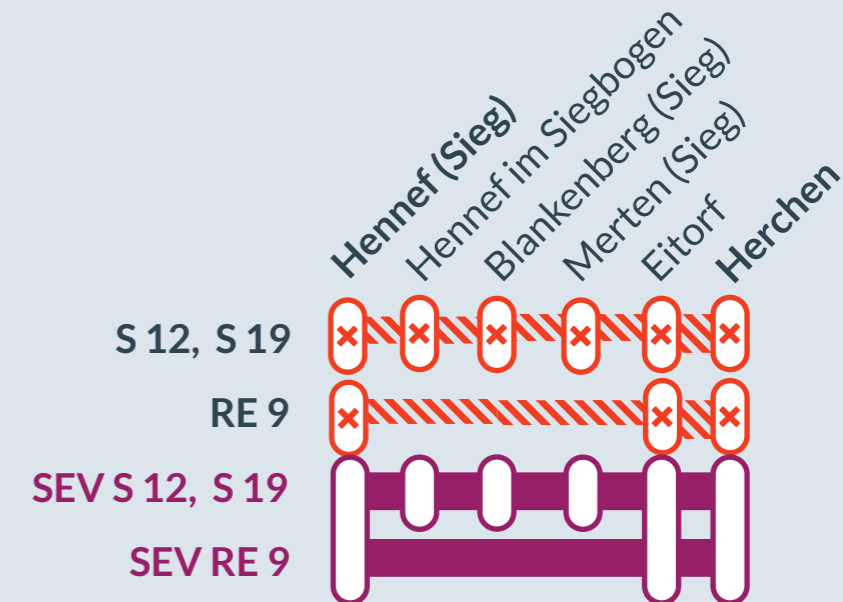 Hennef (Sieg)
Hennef im Siegbogen
Blankenberg (Sieg)
Merten (Sieg)
Eitorf
Herchen
S 12, S 19
RE 9
SEV S 12, S 19
SEV RE 9